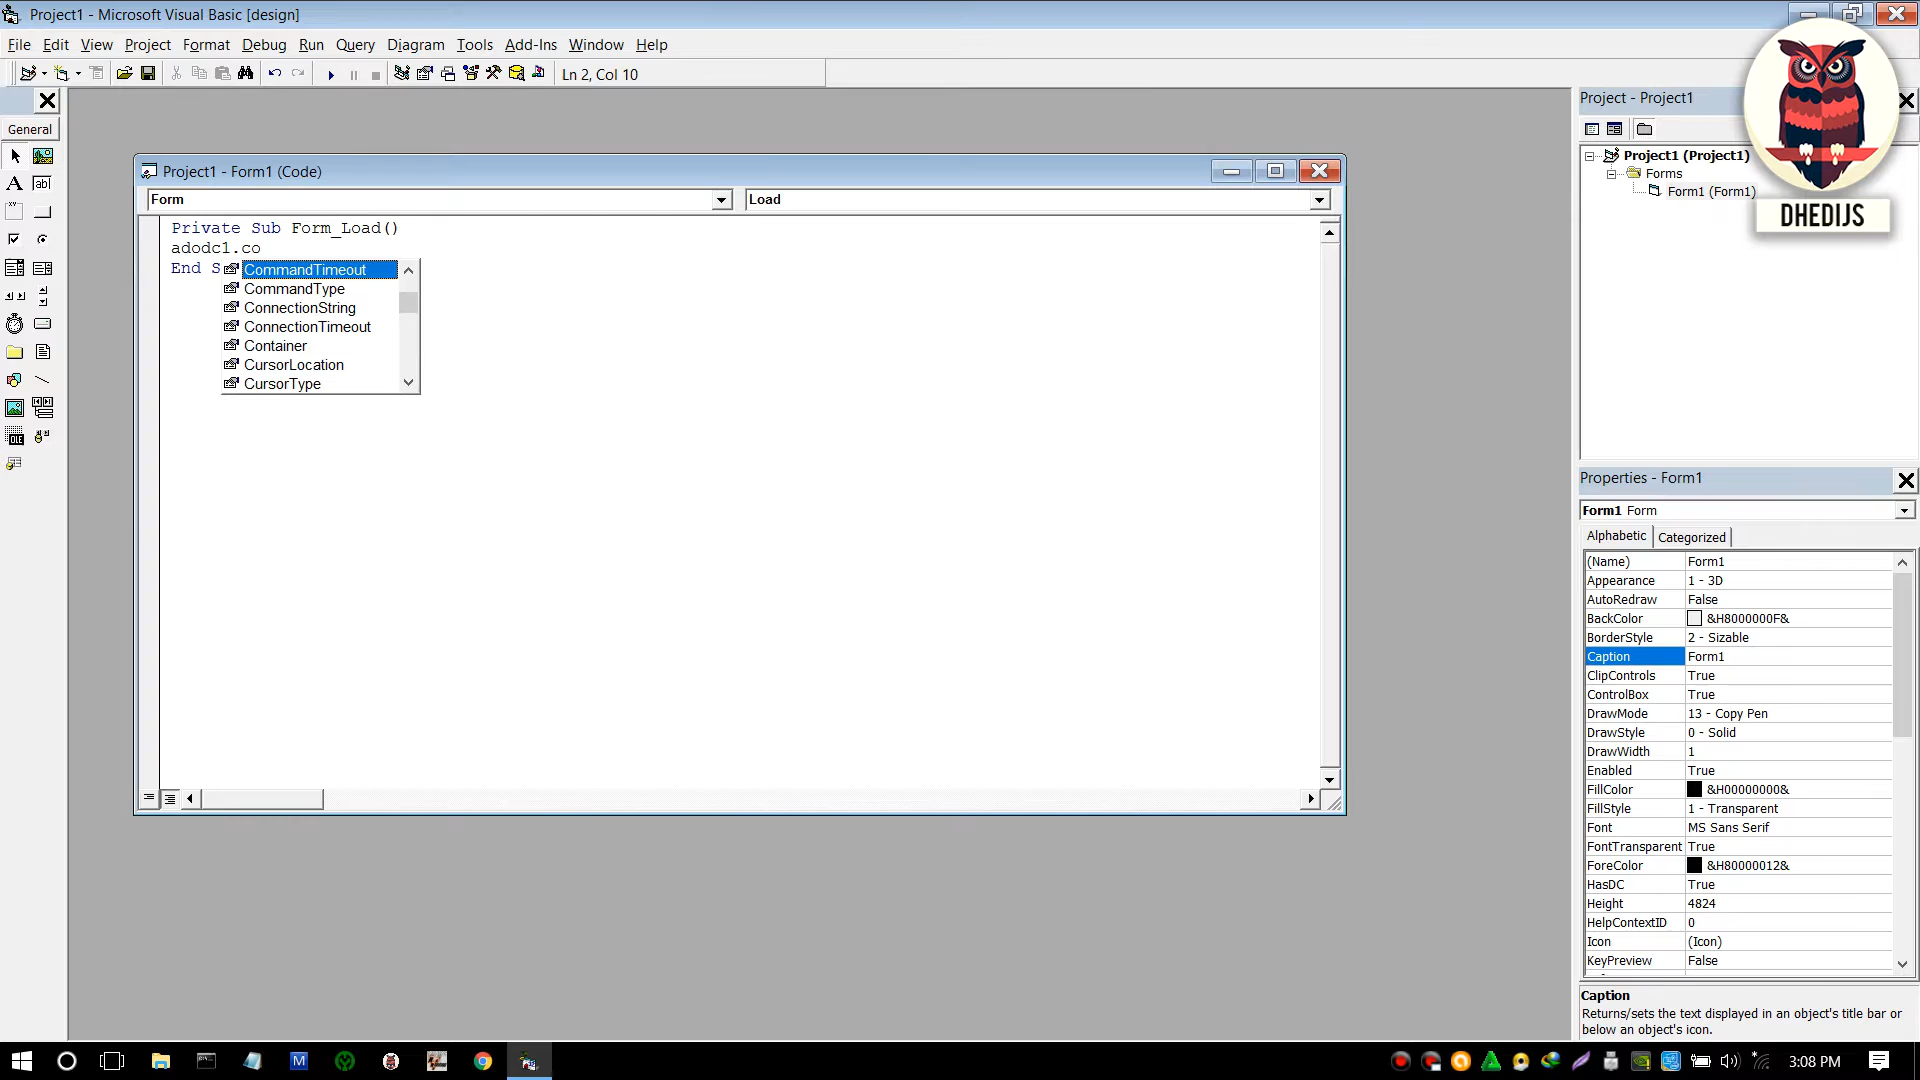 Project1 - Microsoft Visual Basic [design]
File Edit View Project Format Debug Run Query Diagram Tools Add-Ins Window Help
Ln 2, Col 10
General
Project1 - Form1 (Code)
Form
Load
Private Sub Form_Load()
adodc1.co
End S
CommandTimeout
CommandType
ConnectionString
ConnectionTimeout
Container
CursorLocation
CursorType
Project - Project1
Project1 (Project1)
Forms
Form1 (Form1)
DHEDIJS
Properties - Form1
Form1 Form
Alphabetic Categorized
(Name) Form1
Appearance 1 - 3D
AutoRedraw False
BackColor &H8000000F&
BorderStyle 2 - Sizable
Caption Form1
ClipControls True
ControlBox True
DrawMode 13 - Copy Pen
DrawStyle 0 - Solid
DrawWidth 1
Enabled True
FillColor &H00000000&
FillStyle 1 - Transparent
Font MS Sans Serif
FontTransparent True
ForeColor &H80000012&
HasDC True
Height 4824
HelpContextID 0
Icon (Icon)
KeyPreview False
Caption
Returns/sets the text displayed in an object's title bar or
below an object's icon.
3:08 PM